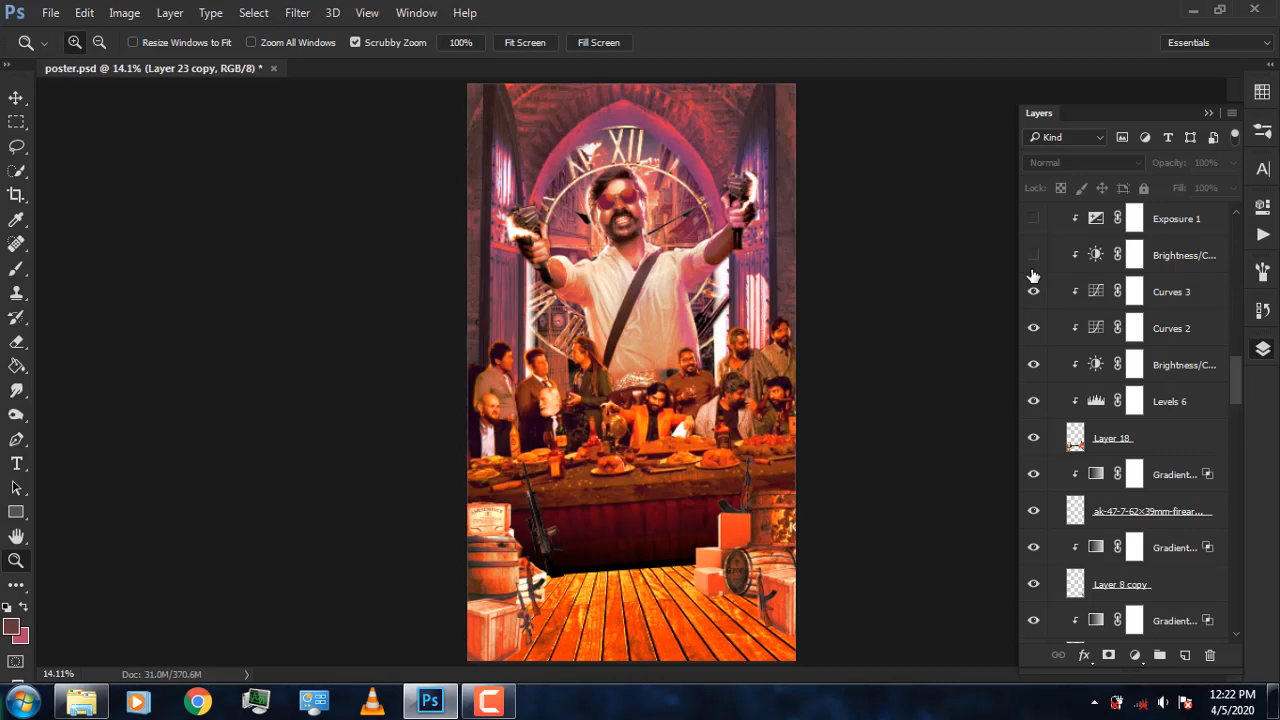 Ps File Edit Image Layer Type Select Filter 3D View Window Help
Resize Windows to Fit Zoom All Windows Scrubby Zoom 100% Fit Screen Fill Screen Essentials
poster.psd @ 14.1% (Layer 23 copy, RGB/8) *
Layers
Kind
Normal Opacity: 100%
Lock: Fill: 100%
Exposure 1
Brightness/C...
Curves 3
Curves 2
Brightness/C...
Levels 6
Layer 18
Gradient...
ak-47-7-62×39mm-firear...
Gradient...
Layer 8 copy
Gradient...
XII
14.11% Doc: 31.0M/370.6M
Ps
12:22 PM
4/5/2020